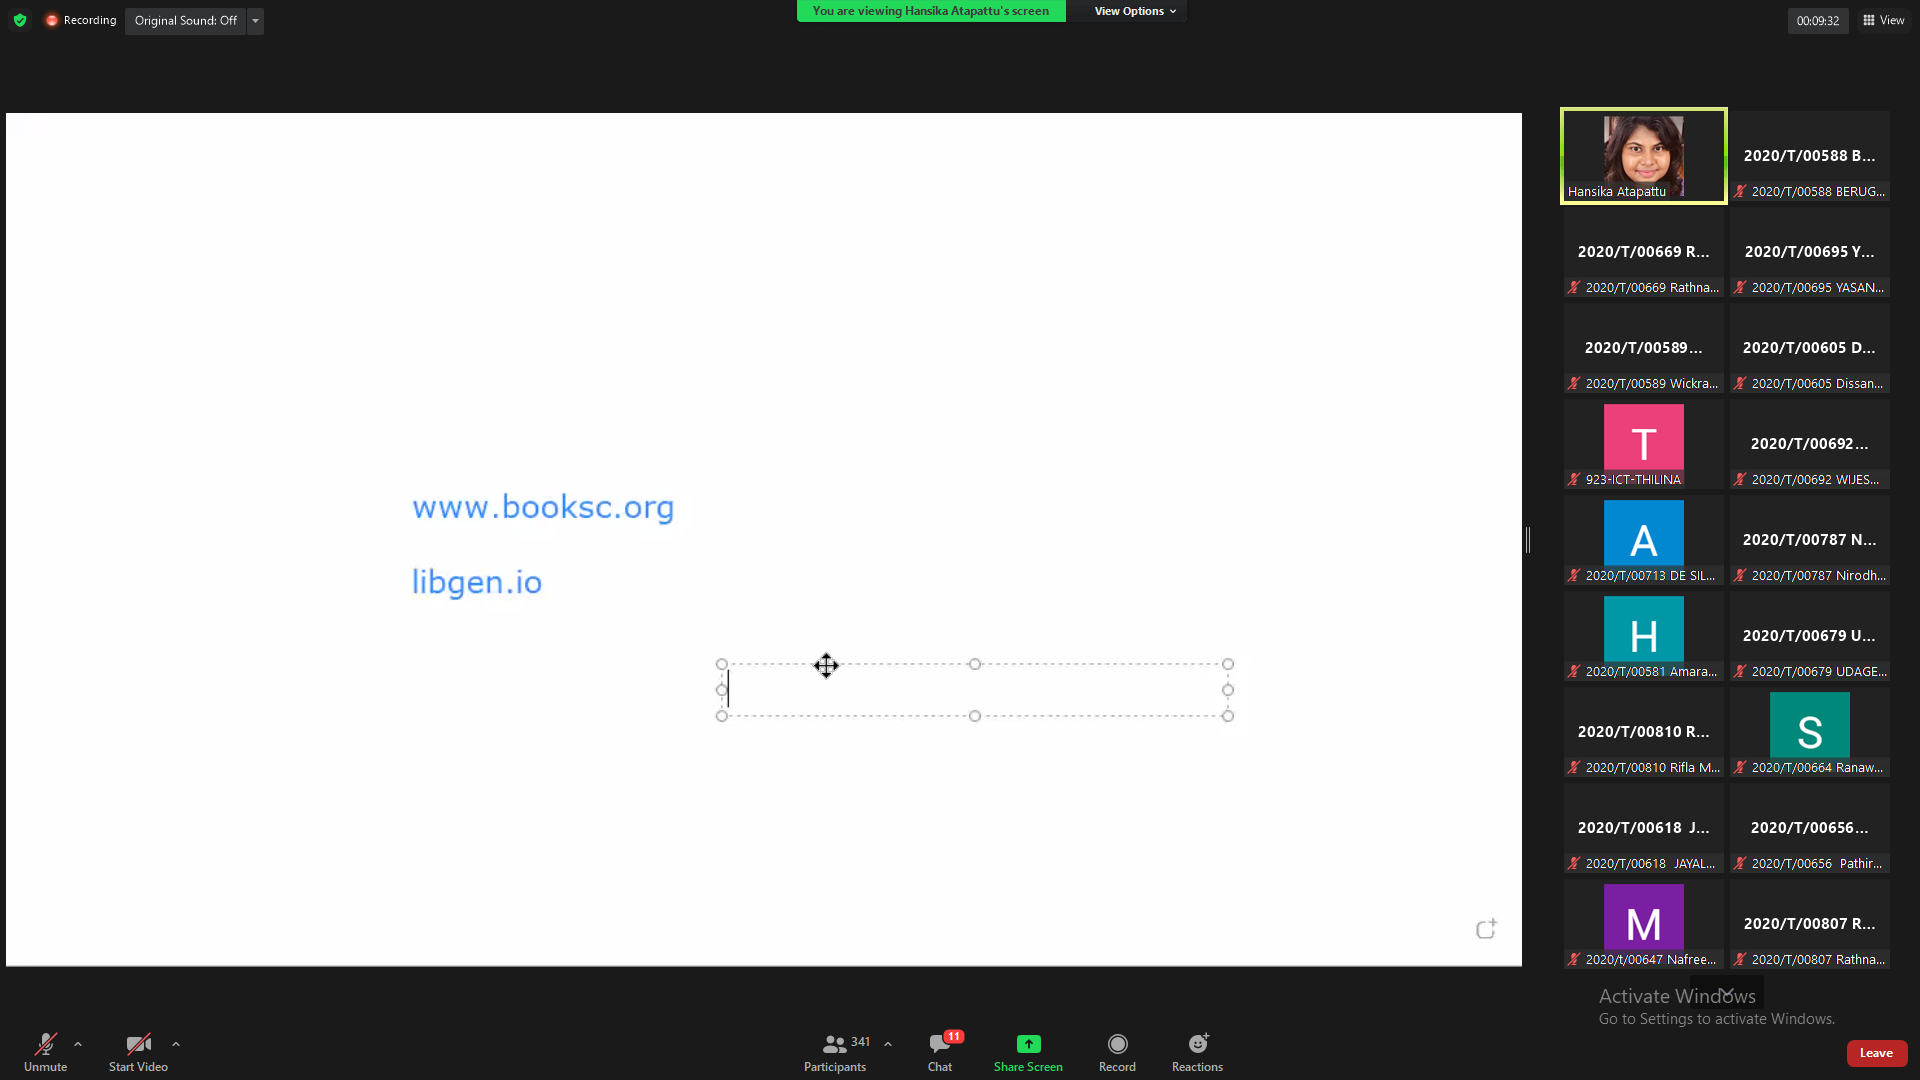 Recording
Original Sound: Off
You are viewing Hansika Atapattu's screen
View Options
00:09:32
View
www.booksc.org
libgen.io
Hansika Atapattu
2020/T/00588 B...
2020/T/00588 BERUG...
2020/T/00669 R...
2020/T/00669 Rathna...
2020/T/00695 Y...
2020/T/00695 YASAN...
2020/T/00589...
2020/T/00589 Wickra...
2020/T/00605 D...
2020/T/00605 Dissan...
T
923-ICT-THILINA
2020/T/00692...
2020/T/00692 WIJES...
A
2020/T/00713 DE SIL...
2020/T/00787 N...
2020/T/00787 Nirodh...
H
2020/T/00581 Amara...
2020/T/00679 U...
2020/T/00679 UDAGE...
2020/T/00810 R...
2020/T/00810 Rifla M...
S
2020/T/00664 Ranaw...
2020/T/00618 J...
2020/T/00618 JAYAL...
2020/T/00656...
2020/T/00656 Pathir...
M
2020/t/00647 Nafree...
2020/T/00807 R...
2020/T/00807 Rathna...
Activate Windows
Go to Settings to activate Windows.
Unmute
Start Video
341
Participants
11
Chat
Share Screen
Record
Reactions
Leave